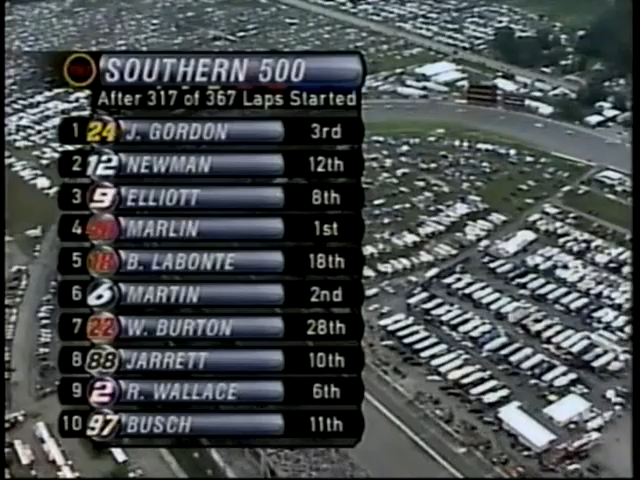 SOUTHERN 500
After 317 of 367 Laps Started
1 24 J. GORDON 3rd
2 12 NEWMAN 12th
3 9 ELLIOTT 8th
4 MARLIN 1st
5 18 B. LABONTE 18th
6 6 MARTIN 2nd
7 22 W. BURTON 28th
8 88 JARRETT 10th
9 2 R. WALLACE 6th
10 97 BUSCH 11th